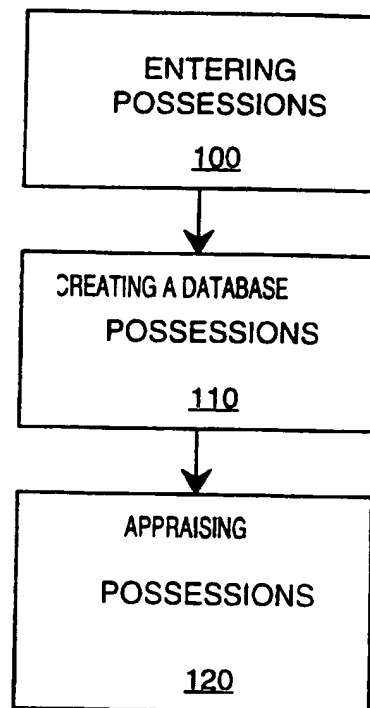 ENTERING
POSSESSIONS
100
CREATING A DATABASE
POSSESSIONS
110
APPRAISING
POSSESSIONS
120